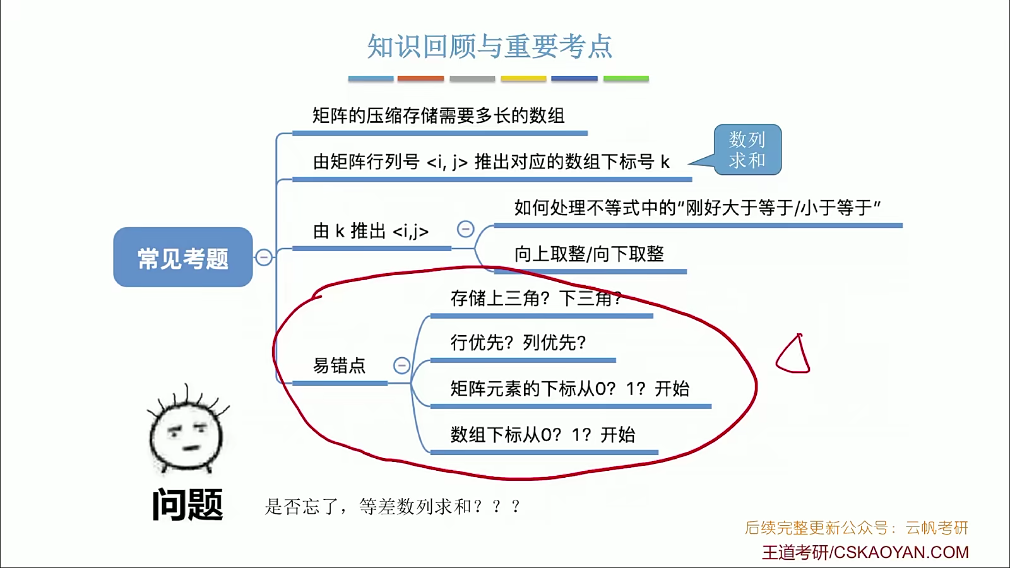 知识回顾与重要考点
矩阵的压缩存储需要多长的数组
由矩阵行列号 <i, j> 推出对应的数组下标号 k
数列
求和
如何处理不等式中的“刚好大于等于/小于等于”
由 k 推出 <i,j>
向上取整/向下取整
常见考题
存储上三角？下三角？
行优先？列优先？
易错点
矩阵元素的下标从0？1？开始
数组下标从0？1？开始
问题
是否忘了，等差数列求和？？？
后续完整更新公众号：云帆考研
王道考研/CSKAOYAN.COM